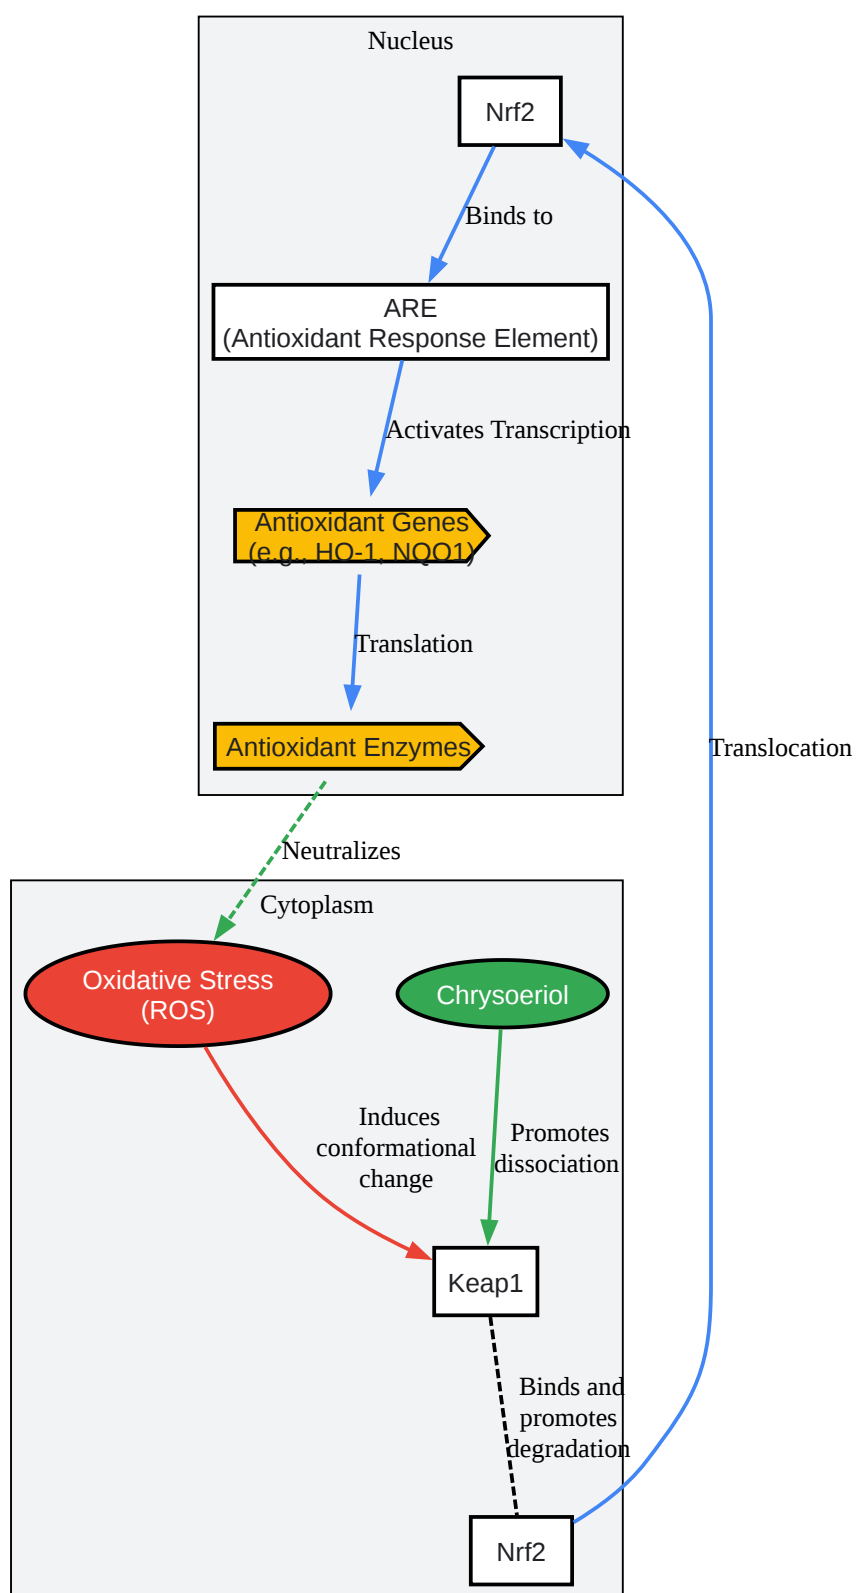 Nucleus
Nrf2
Binds to
ARE
(Antioxidant Response Element)
Activates Transcription
Antioxidant Genes
(e.g., HO-1, NQO1)
Translation
Antioxidant Enzymes
Translocation
Neutralizes
Cytoplasm
Oxidative Stress
(ROS)
Chrysoeriol
Induces
conformational
change
Promotes
dissociation
Keap1
Binds and
promotes
degradation
Nrf2